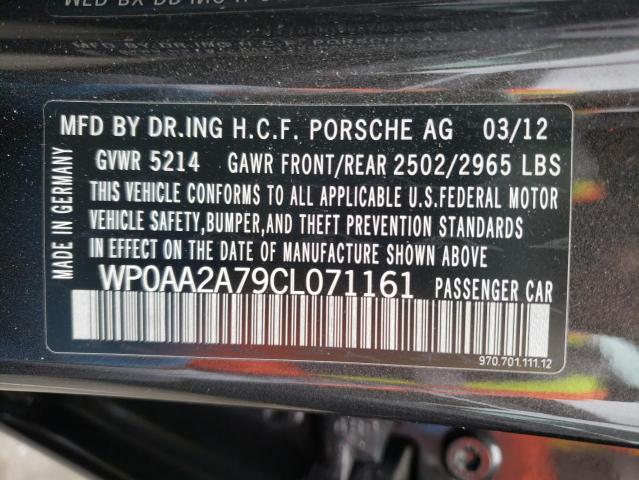 MFD BY DR.ING H.C.F. PORSCHE AG 03/12
GVWR 5214 GAWR FRONT/REAR 2502/2965 LBS
THIS VEHICLE CONFORMS TO ALL APPLICABLE U.S.FEDERAL MOTOR
VEHICLE SAFETY,BUMPER,AND THEFT PREVENTION STANDARDS
IN EFFECT ON THE DATE OF MANUFACTURE SHOWN ABOVE
WP0AA2A79CL071161 PASSENGER CAR
970.701.111.12
MADE IN GERMANY